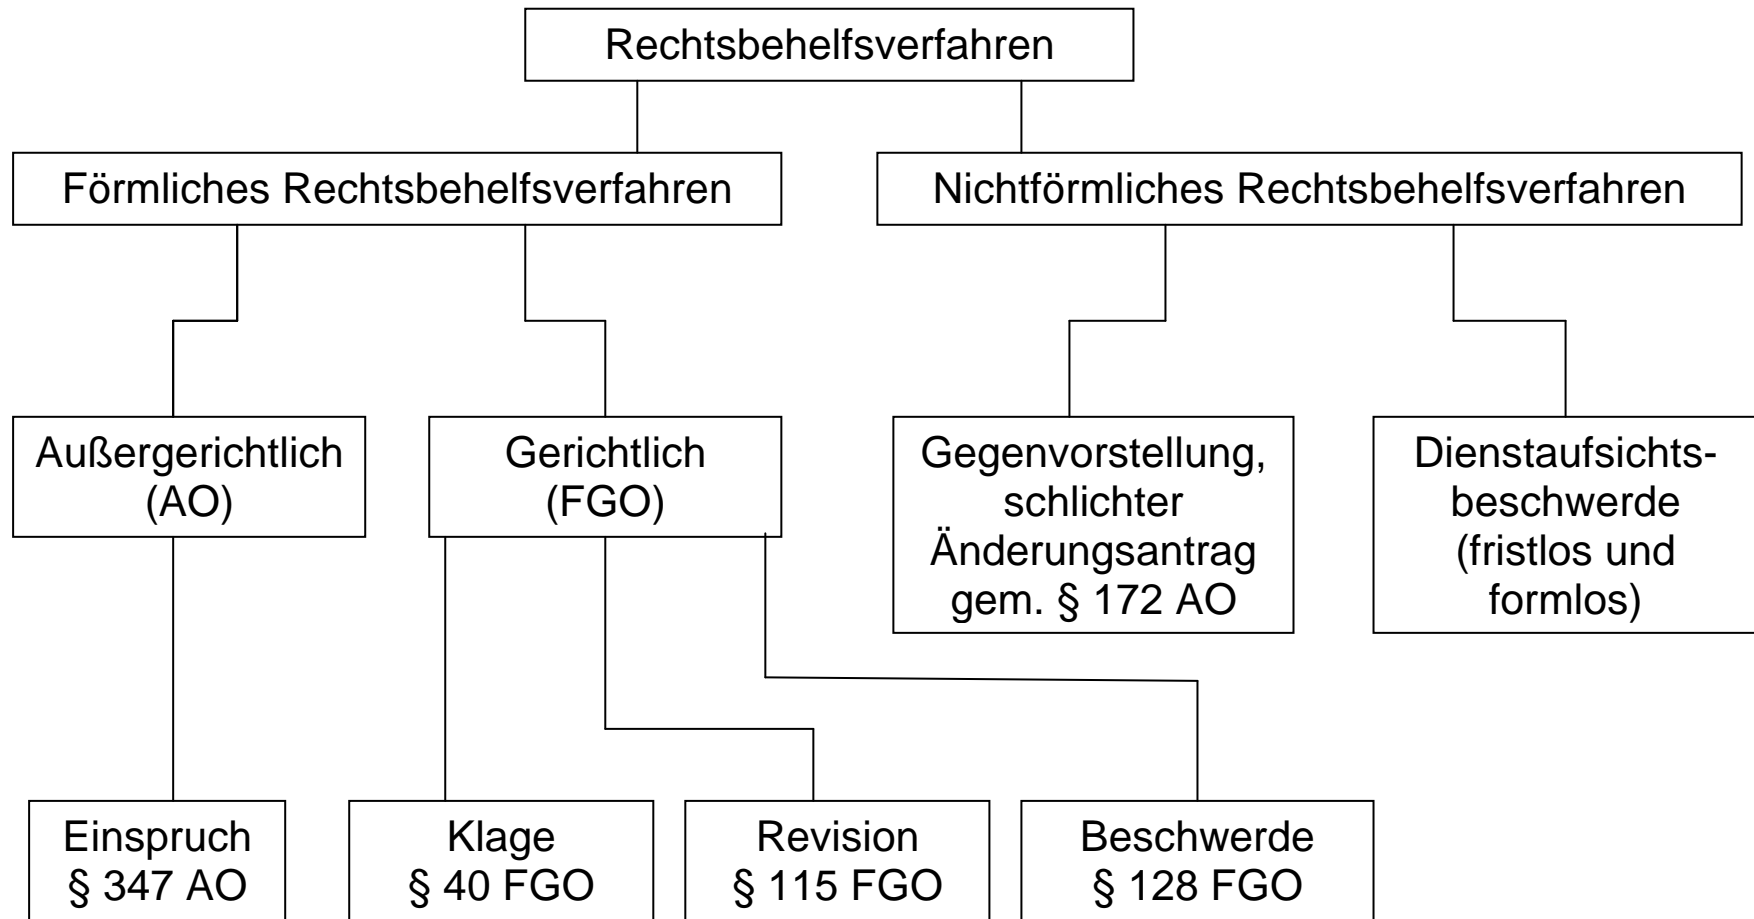 Rechtsbehelfsverfahren
Förmliches Rechtsbehelfsverfahren
Nichtförmliches Rechtsbehelfsverfahren
Außergerichtlich
(AO)
Gerichtlich
(FGO)
Gegenvorstellung,
schlichter
Änderungsantrag
gem. § 172 AO
Dienstaufsichts-
beschwerde
(fristlos und
formlos)
Einspruch
§ 347 AO
Klage
§ 40 FGO
Revision
§ 115 FGO
Beschwerde
§ 128 FGO